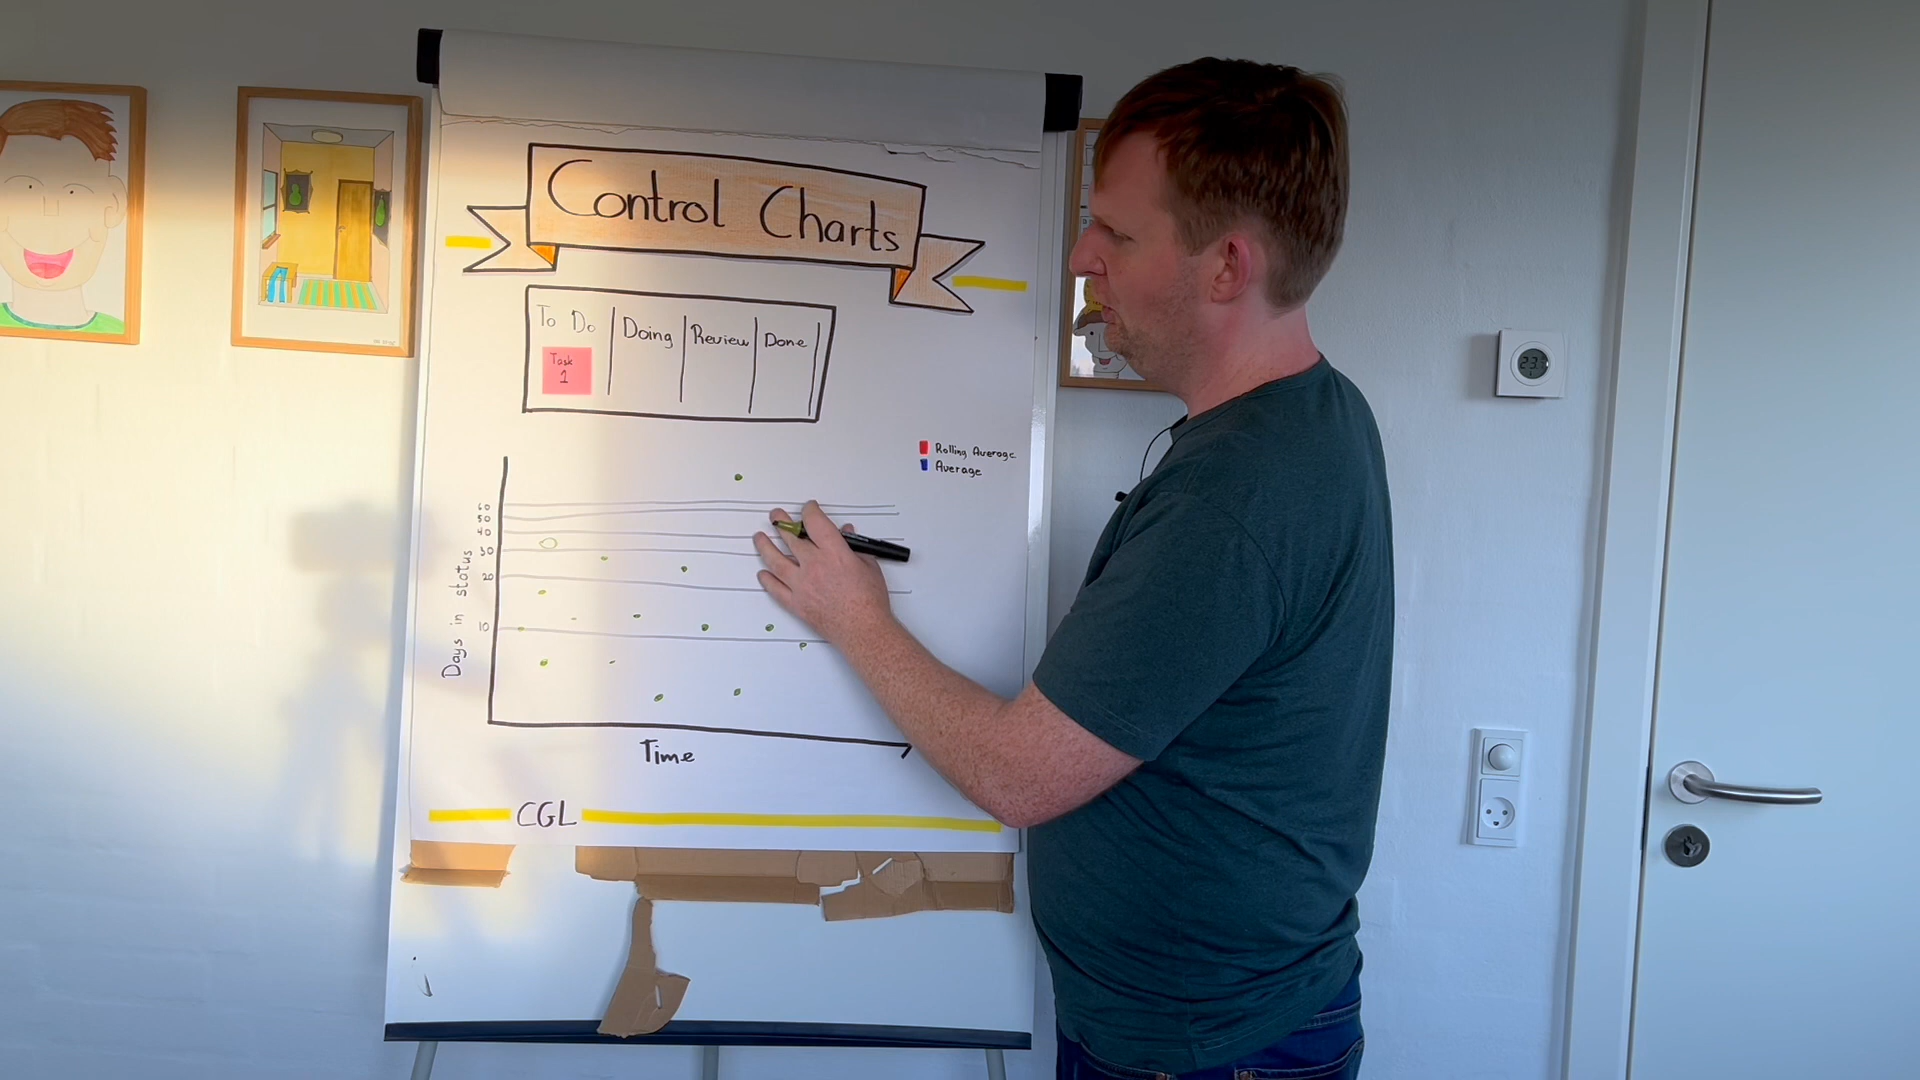 Control Charts
To Do Doing Review Done
Task
1
Rolling Average
Average
60
50
40
30
20
10
Days in status
Time
CGL